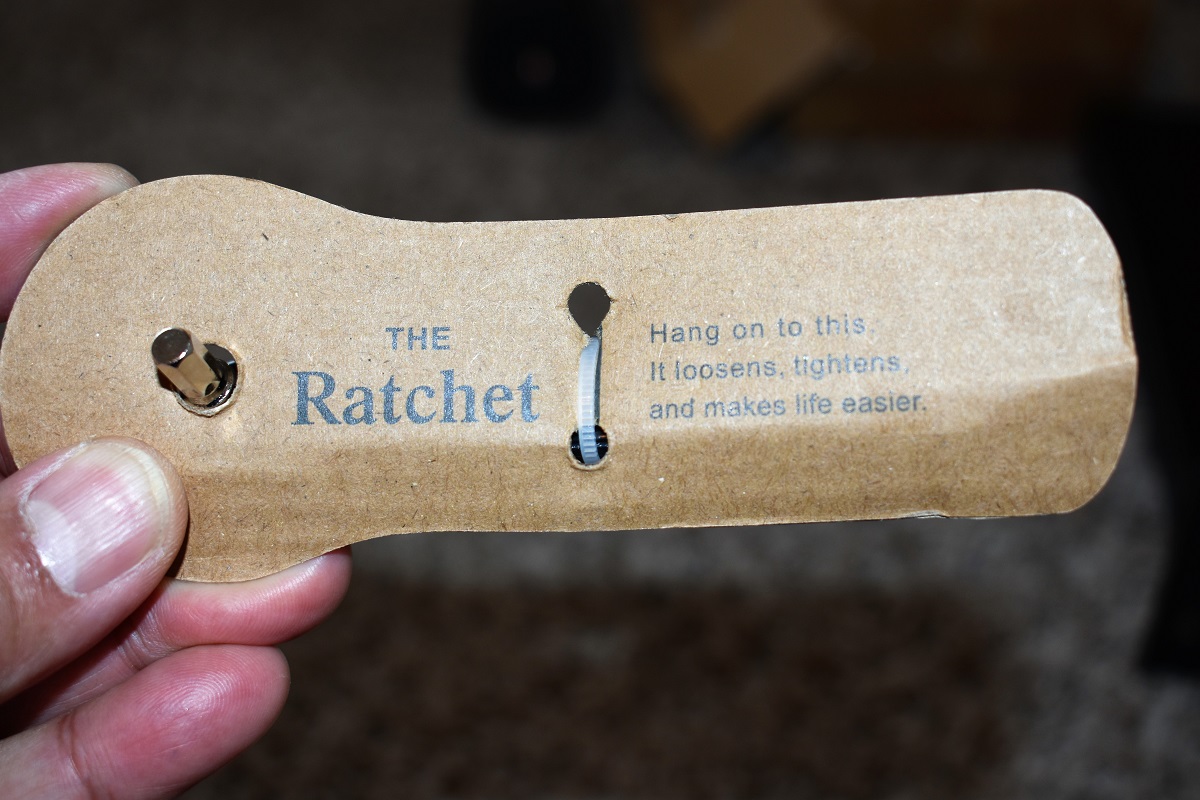 THE
Ratchet
Hang on to this.
It loosens, tightens,
and makes life easier.